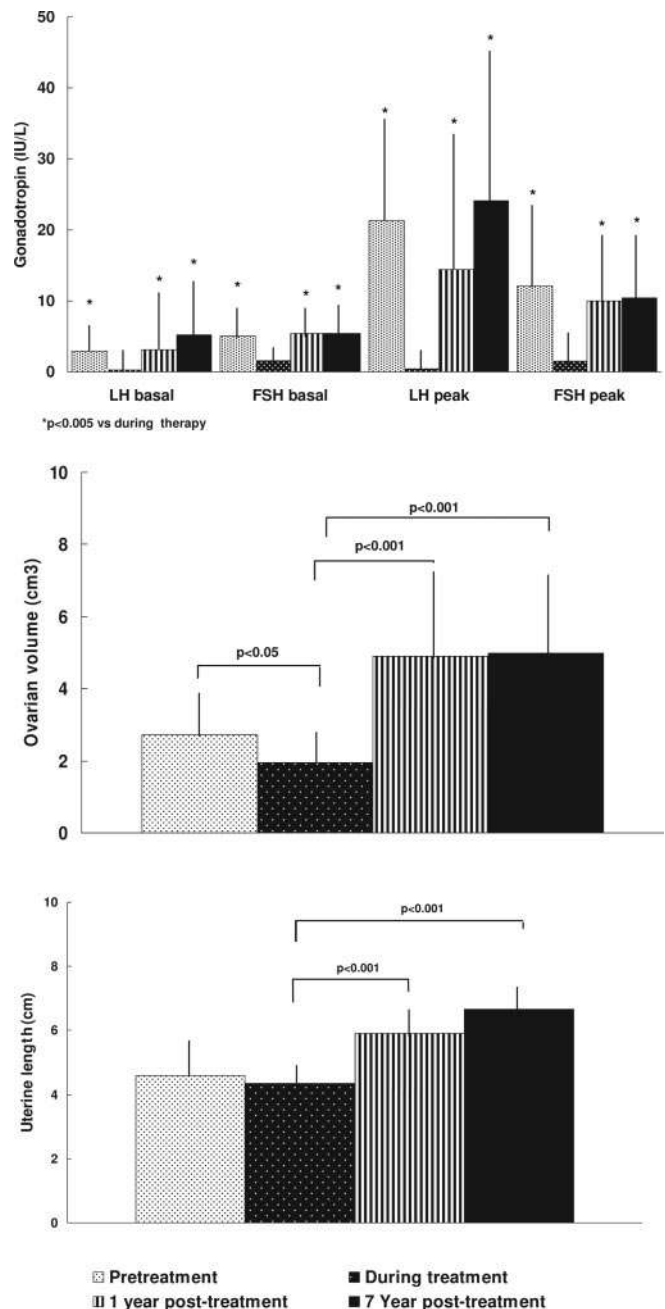 50
40
30
20
10
0
Gonadotropin (IU/L)
* * * * * * * * * * * *
LH basal FSH basal LH peak FSH peak
*p<0.005 vs during therapy
10
8
6
4
2
0
Ovarian volume (cm3)
p<0.001
p<0.001
p<0.05
10
8
6
4
2
0
Uterine length (cm)
p<0.001
p<0.001
Pretreatment During treatment
1 year post-treatment 7 Year post-treatment